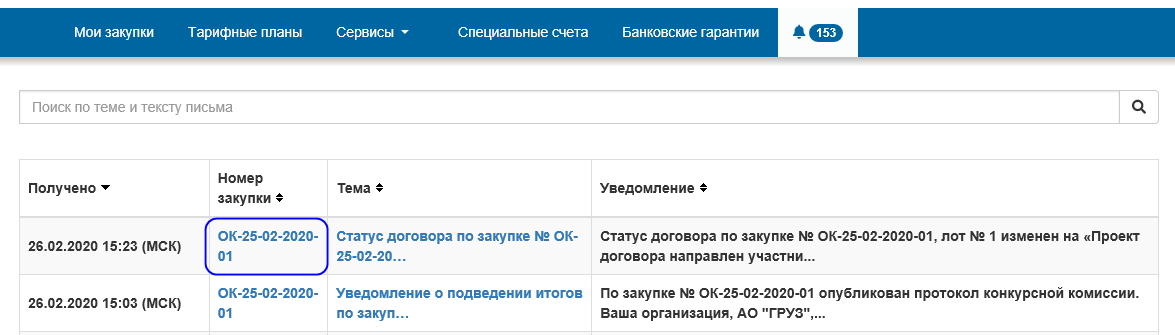 Мои закупки Тарифные планы Сервисы Специальные счета Банковские гарантии 153
Поиск по теме и тексту письма
Получено Номер закупки Тема Уведомление
26.02.2020 15:23 (МСК)
ОК-25-02-2020-
01
Статус договора по закупке № ОК-
25-02-20...
Статус договора по закупке № ОК-25-02-2020-01, лот № 1 изменен на «Проект
договора направлен участни...
26.02.2020 15:03 (МСК)
ОК-25-02-2020-
01
Уведомление о подведении итогов
по закуп...
По закупке № ОК-25-02-2020-01 опубликован протокол конкурсной комиссии.
Ваша организация, АО "ГРУЗ",...